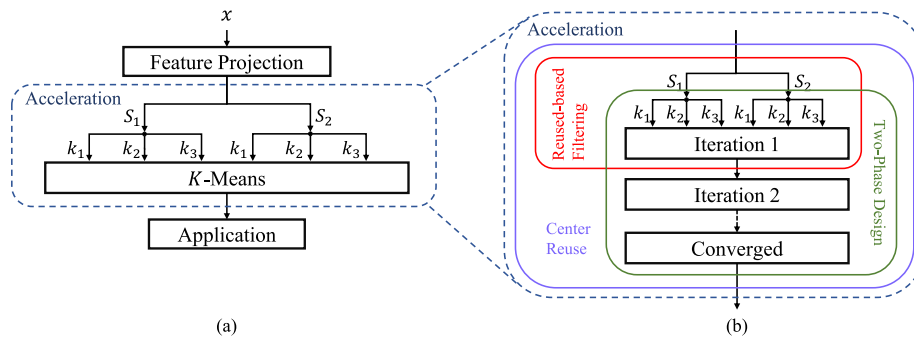 x
Feature Projection
Acceleration
S₁ S₂
k₁ k₂ k₃ k₁ k₂ k₃
K-Means
Application
(a)
Acceleration
Reused-based
Filtering
S₁ S₂
k₁ k₂ k₃ k₁ k₂ k₃
Iteration 1
Iteration 2
Center
Reuse
Converged
Two-Phase Design
(b)